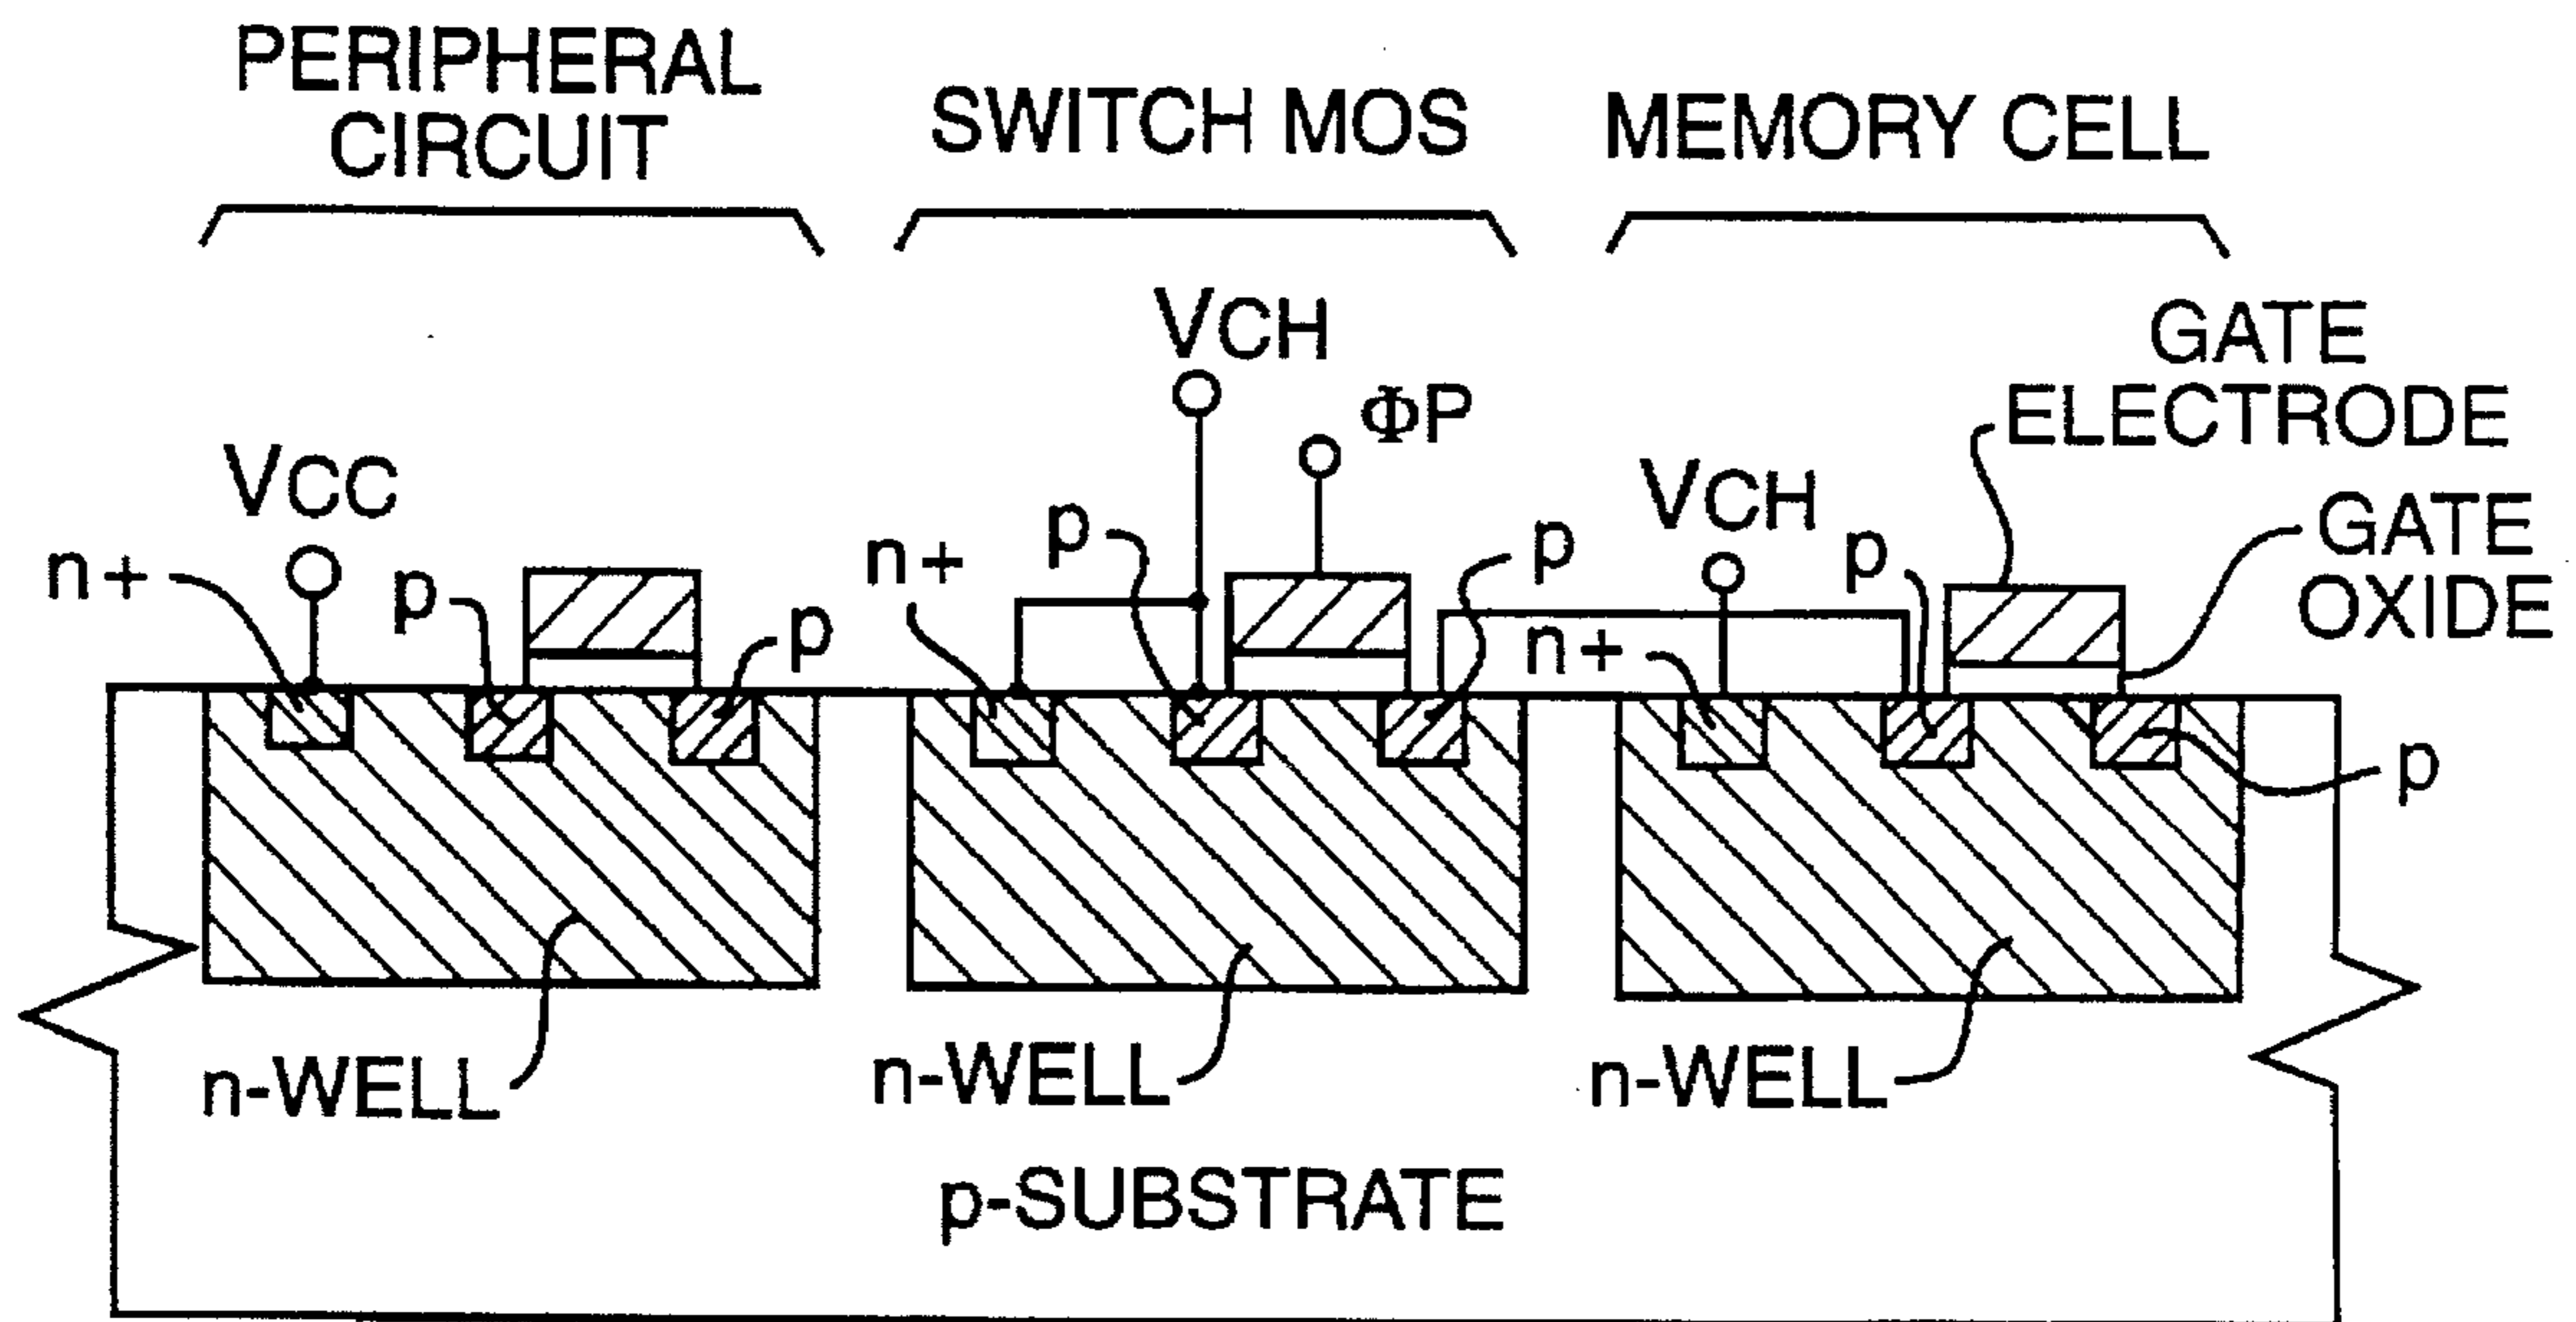 PERIPHERAL
CIRCUIT
SWITCH MOS
MEMORY CELL
VCH
ΦP
GATE
ELECTRODE
VCC
VCH
GATE
OXIDE
n+
p
p
n+
p
p
n+
p
p
n-WELL
n-WELL
n-WELL
p-SUBSTRATE